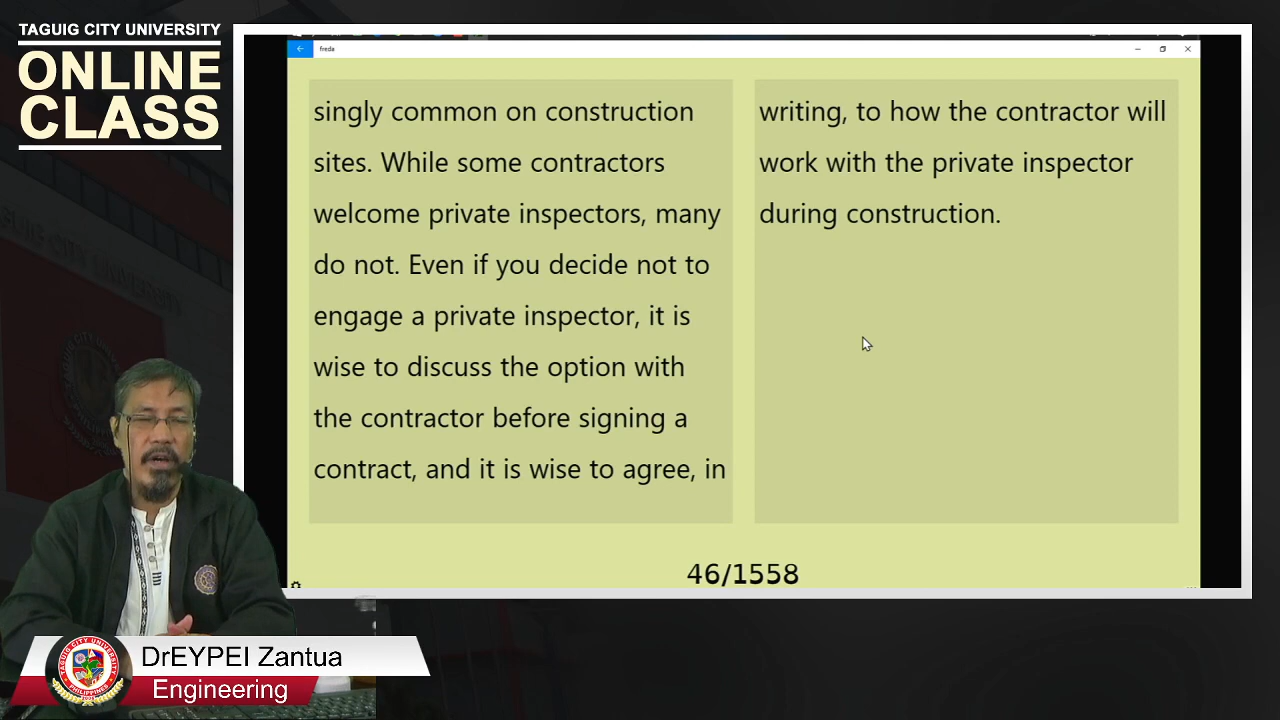 TAGUIG CITY UNIVERSITY
ONLINE
CLASS
freda
singly common on construction
sites. While some contractors
welcome private inspectors, many
do not. Even if you decide not to
engage a private inspector, it is
wise to discuss the option with
the contractor before signing a
contract, and it is wise to agree, in
writing, to how the contractor will
work with the private inspector
during construction.
46/1558
DrEYPEI Zantua
Engineering